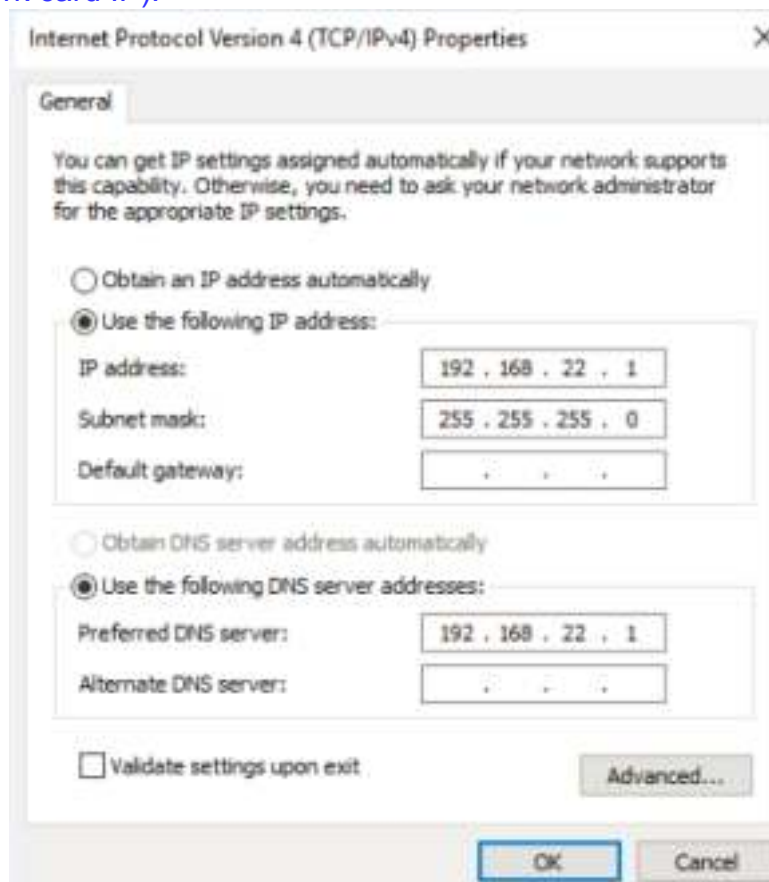 card IP).
Internet Protocol Version 4 (TCP/IPv4) Properties
General
You can get IP settings assigned automatically if your network supports
this capability. Otherwise, you need to ask your network administrator
for the appropriate IP settings.
Obtain an IP address automatically
Use the following IP address:
IP address: 192 . 168 . 22 . 1
Subnet mask: 255 . 255 . 255 . 0
Default gateway: . . .
Obtain DNS server address automatically
Use the following DNS server addresses:
Preferred DNS server: 192 . 168 . 22 . 1
Alternate DNS server: . . .
Validate settings upon exit
Advanced...
OK Cancel